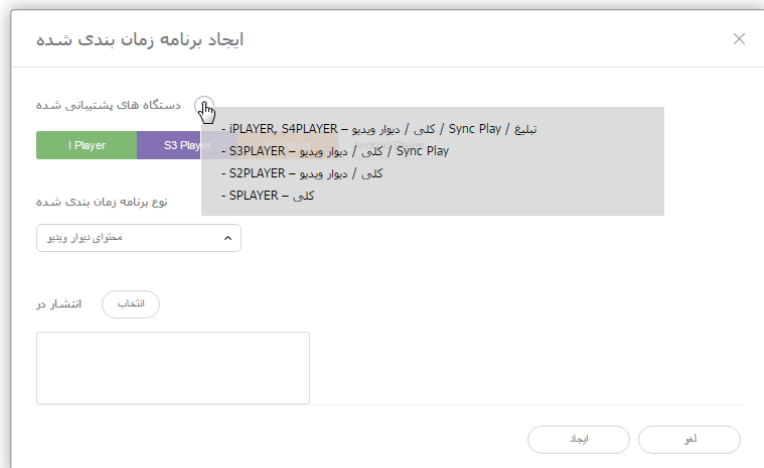 ایجاد برنامه زمان بندی شده
دستگاه های پشتیبانی شده
I Player
S3 Player
- iPLAYER, S4PLAYER – کلی / دیوار ویدیو / Sync Play / تبلیغ
- S3PLAYER – کلی / دیوار ویدیو / Sync Play
- S2PLAYER – کلی / دیوار ویدیو
- SPLAYER – کلی
نوع برنامه زمان بندی شده
محتوای دیوار ویدیو
انتشار در
انتخاب
ایجاد
لغو